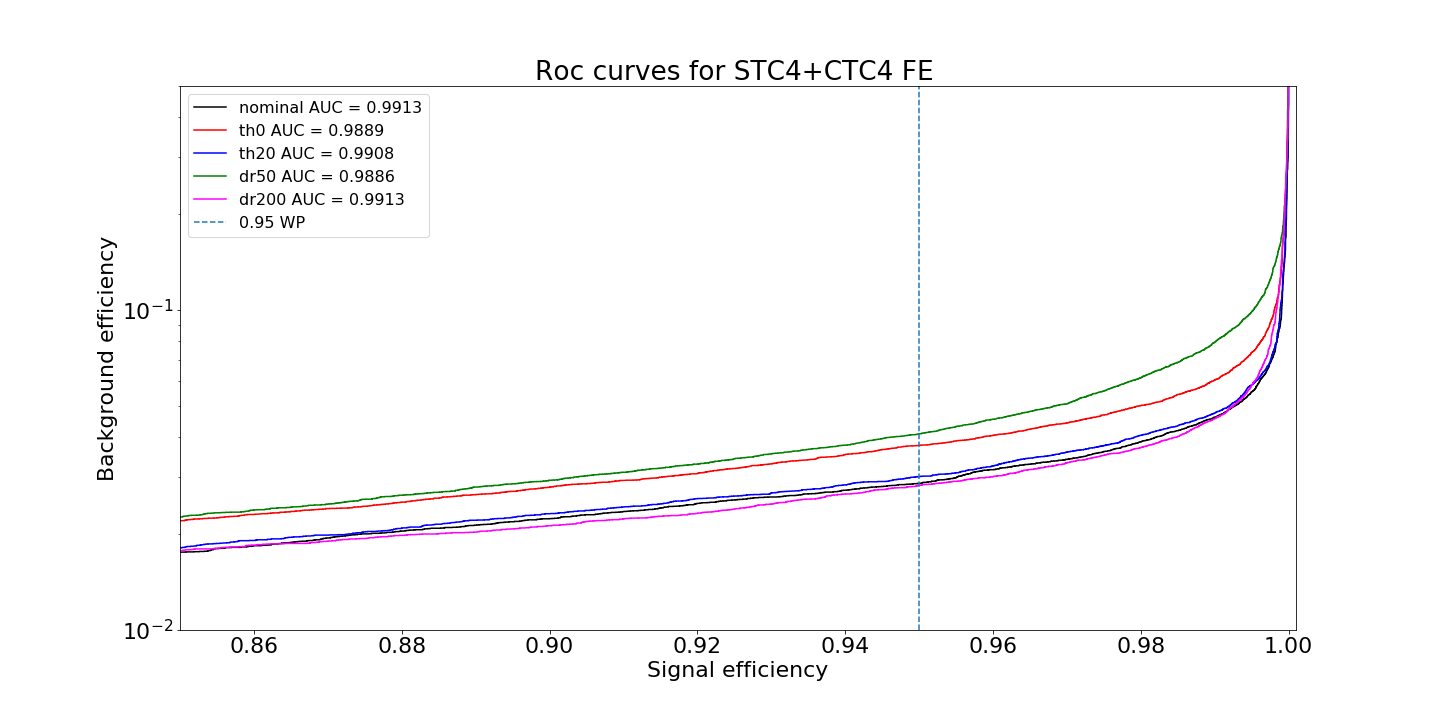 Roc curves for STC4+CTC4 FE
nominal AUC = 0.9913
th0 AUC = 0.9889
th20 AUC = 0.9908
dr50 AUC = 0.9886
dr200 AUC = 0.9913
0.95 WP
Background efficiency
10⁻¹
10⁻²
0.86 0.88 0.90 0.92 0.94 0.96 0.98 1.00
Signal efficiency